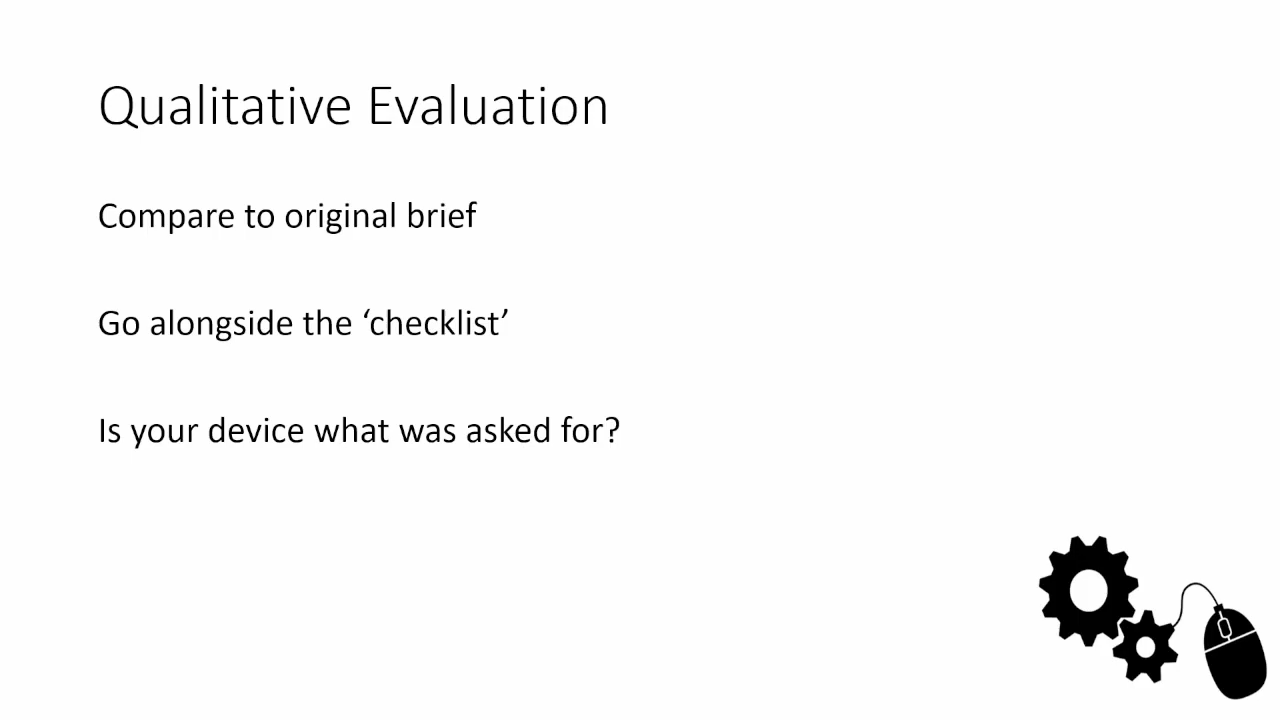 Qualitative Evaluation
Compare to original brief
Go alongside the ‘checklist’
Is your device what was asked for?